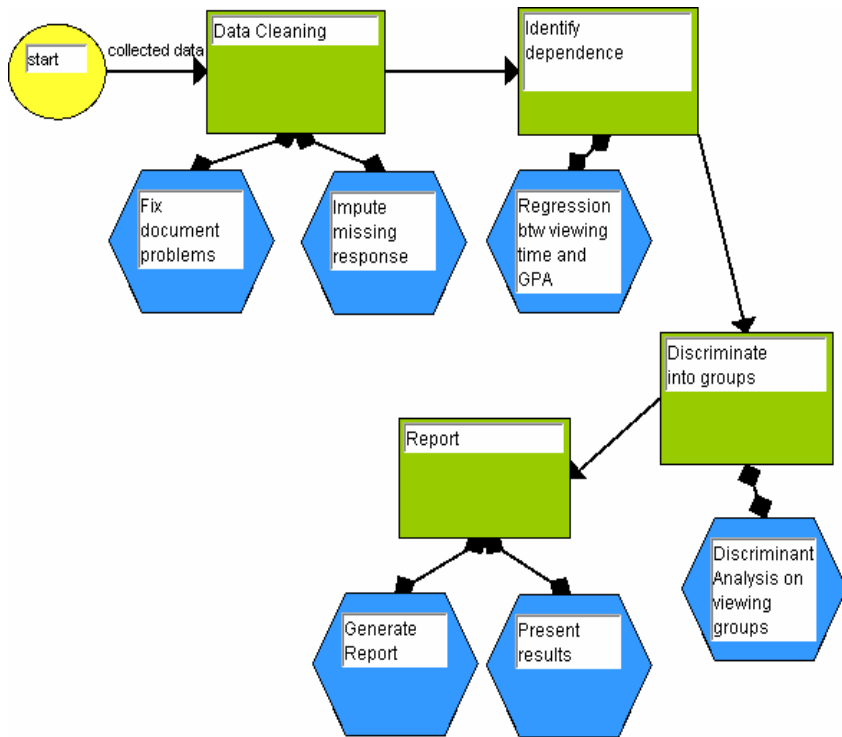 start
collected data
Data Cleaning
Identify
dependence
Fix
document
problems
Impute
missing
response
Regression
btw viewing
time and
GPA
Discriminate
into groups
Report
Discriminant
Analysis on
viewing
groups
Generate
Report
Present
results